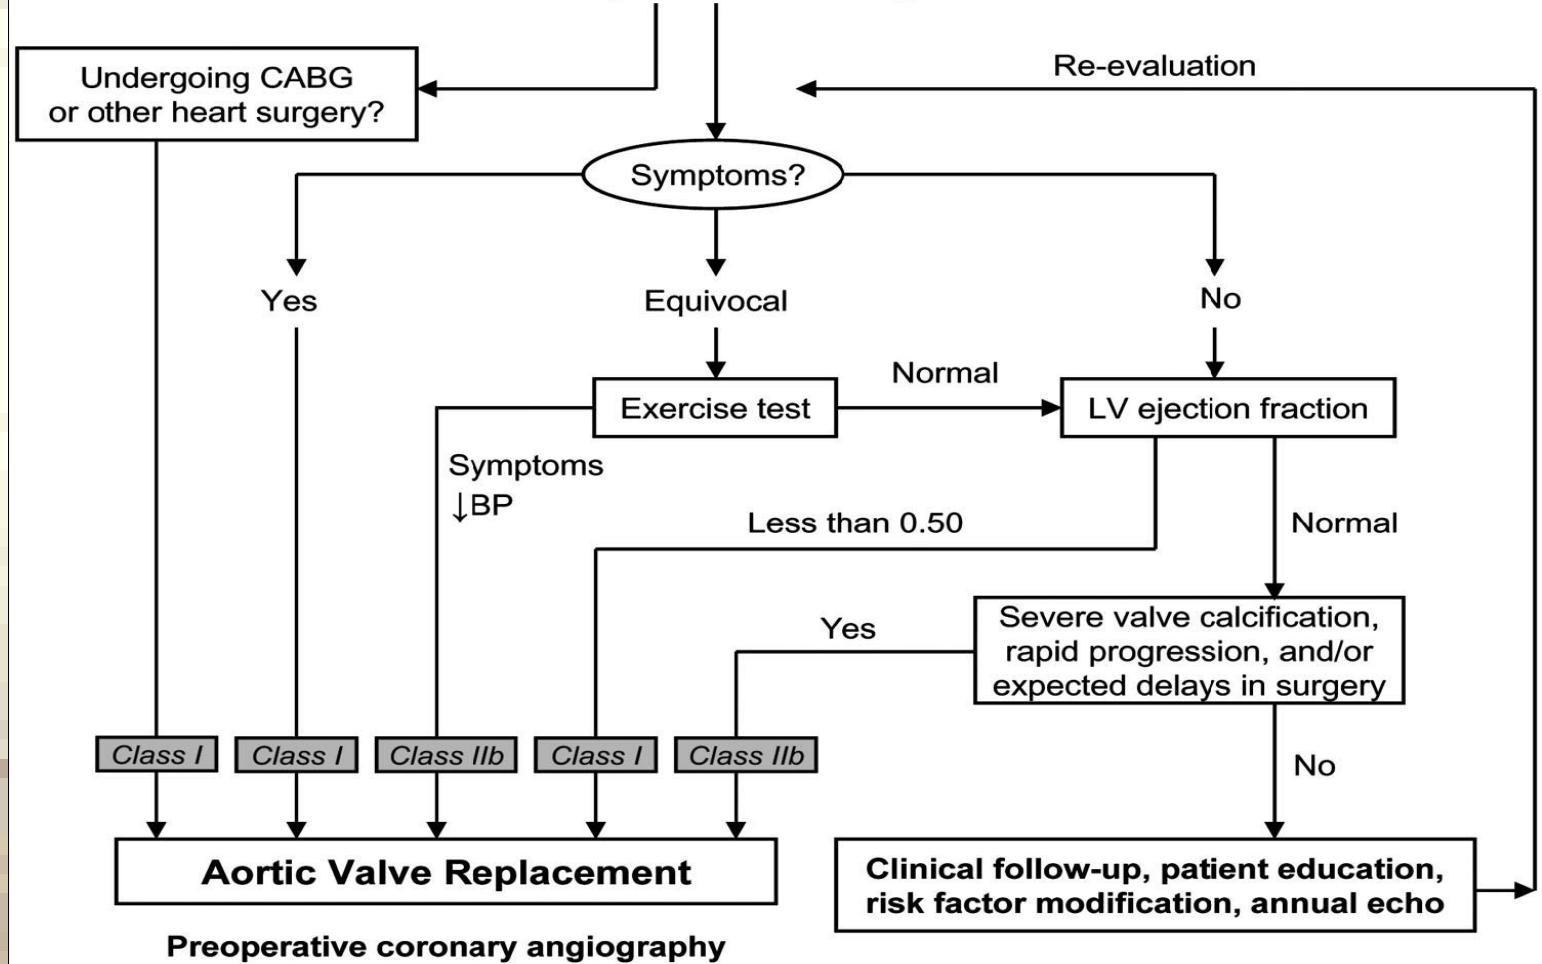 Re-evaluation
Undergoing CABG
or other heart surgery?
Symptoms?
Yes
Equivocal
No
Normal
Exercise test
LV ejection fraction
Symptoms
↓BP
Less than 0.50
Normal
Severe valve calcification,
rapid progression, and/or
expected delays in surgery
Yes
Class I
Class I
Class IIb
Class I
Class IIb
No
Aortic Valve Replacement
Clinical follow-up, patient education,
risk factor modification, annual echo
Preoperative coronary angiography